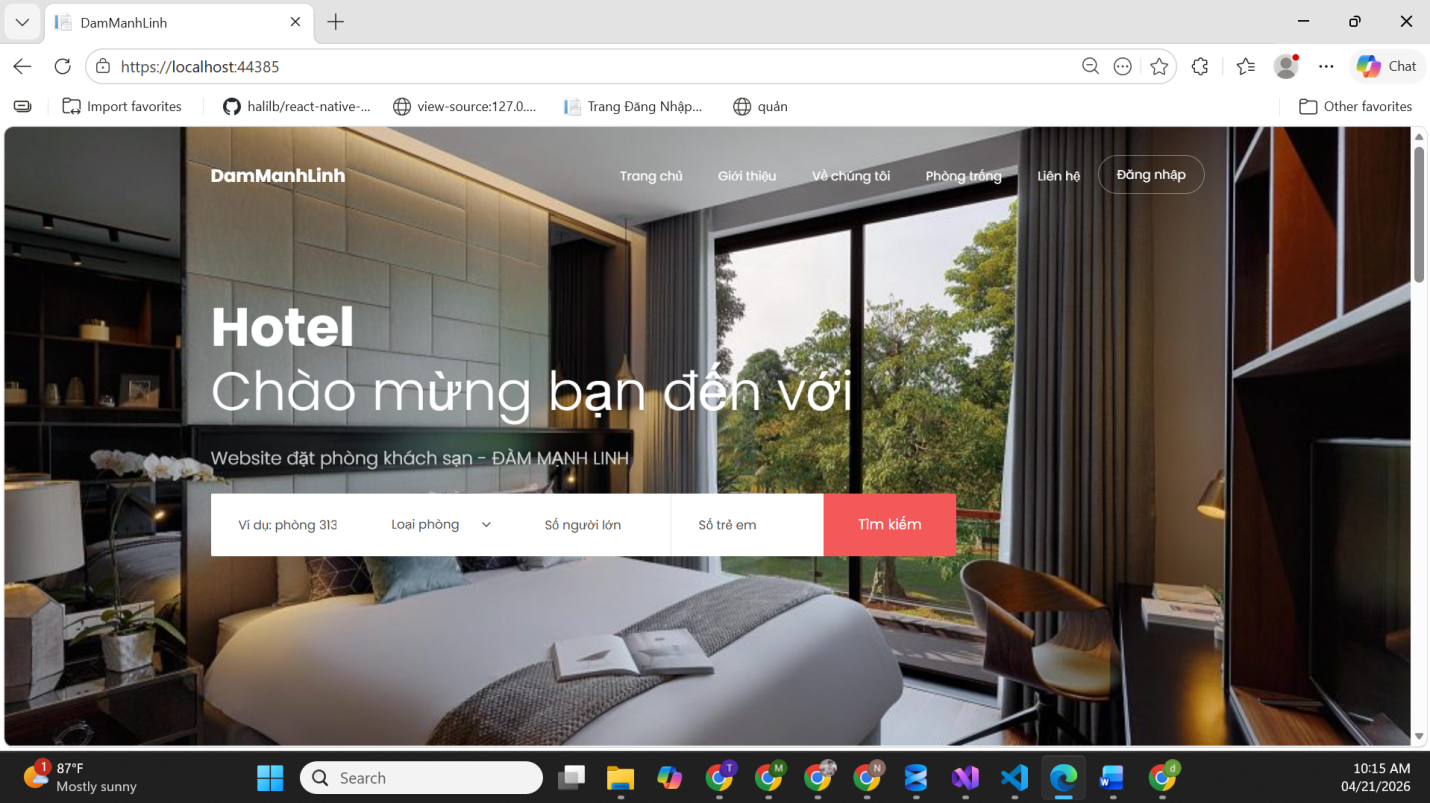 DamManhLinh
https://localhost:44385
Chat
Import favorites
halilb/react-native-...
view-source:127.0....
Trang Đăng Nhập...
quản
Other favorites
DamManhLinh
Trang chủ
Giới thiệu
Về chúng tôi
Phòng trống
Liên hệ
Đăng nhập
Hotel
Chào mừng bạn đến với
Website đặt phòng khách sạn - ĐÀM MẠNH LINH
Ví dụ: phòng 313
Loại phòng
Số người lớn
Số trẻ em
Tìm kiếm
1
87°F
Mostly sunny
Search
T
M
N
d
10:15 AM
04/21/2026